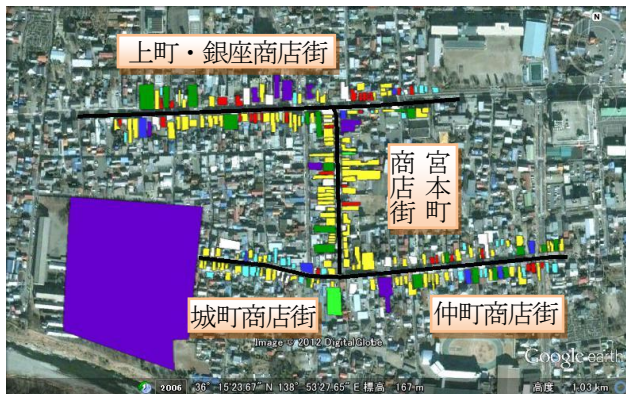 上町・銀座商店街
N
宮本町
商店街
城町商店街
仲町商店街
Image © 2012 DigitalGlobe
Google earth
2006 36° 15'23.67" N 138° 53'27.65" E 標高 167 m 高度 1.03 km